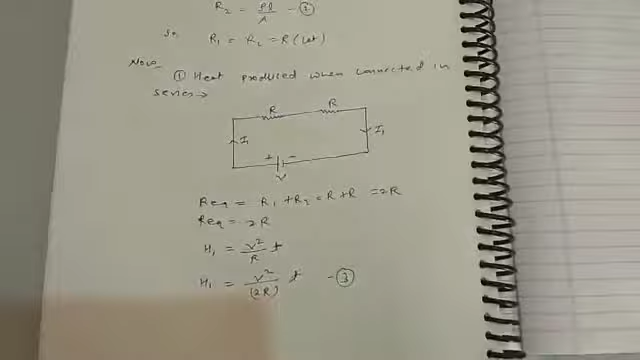 R₂ = ρl/A - ②
So,
R₁ = R₂ = R (let)
Now,
① Heat produced when connected in
series→
R R
I₁ I₁
+ -
V
Req = R₁ + R₂ = R + R = 2R
Req = 2R
H₁ = V²/R t
H₁ = V²/(2R) t - ③